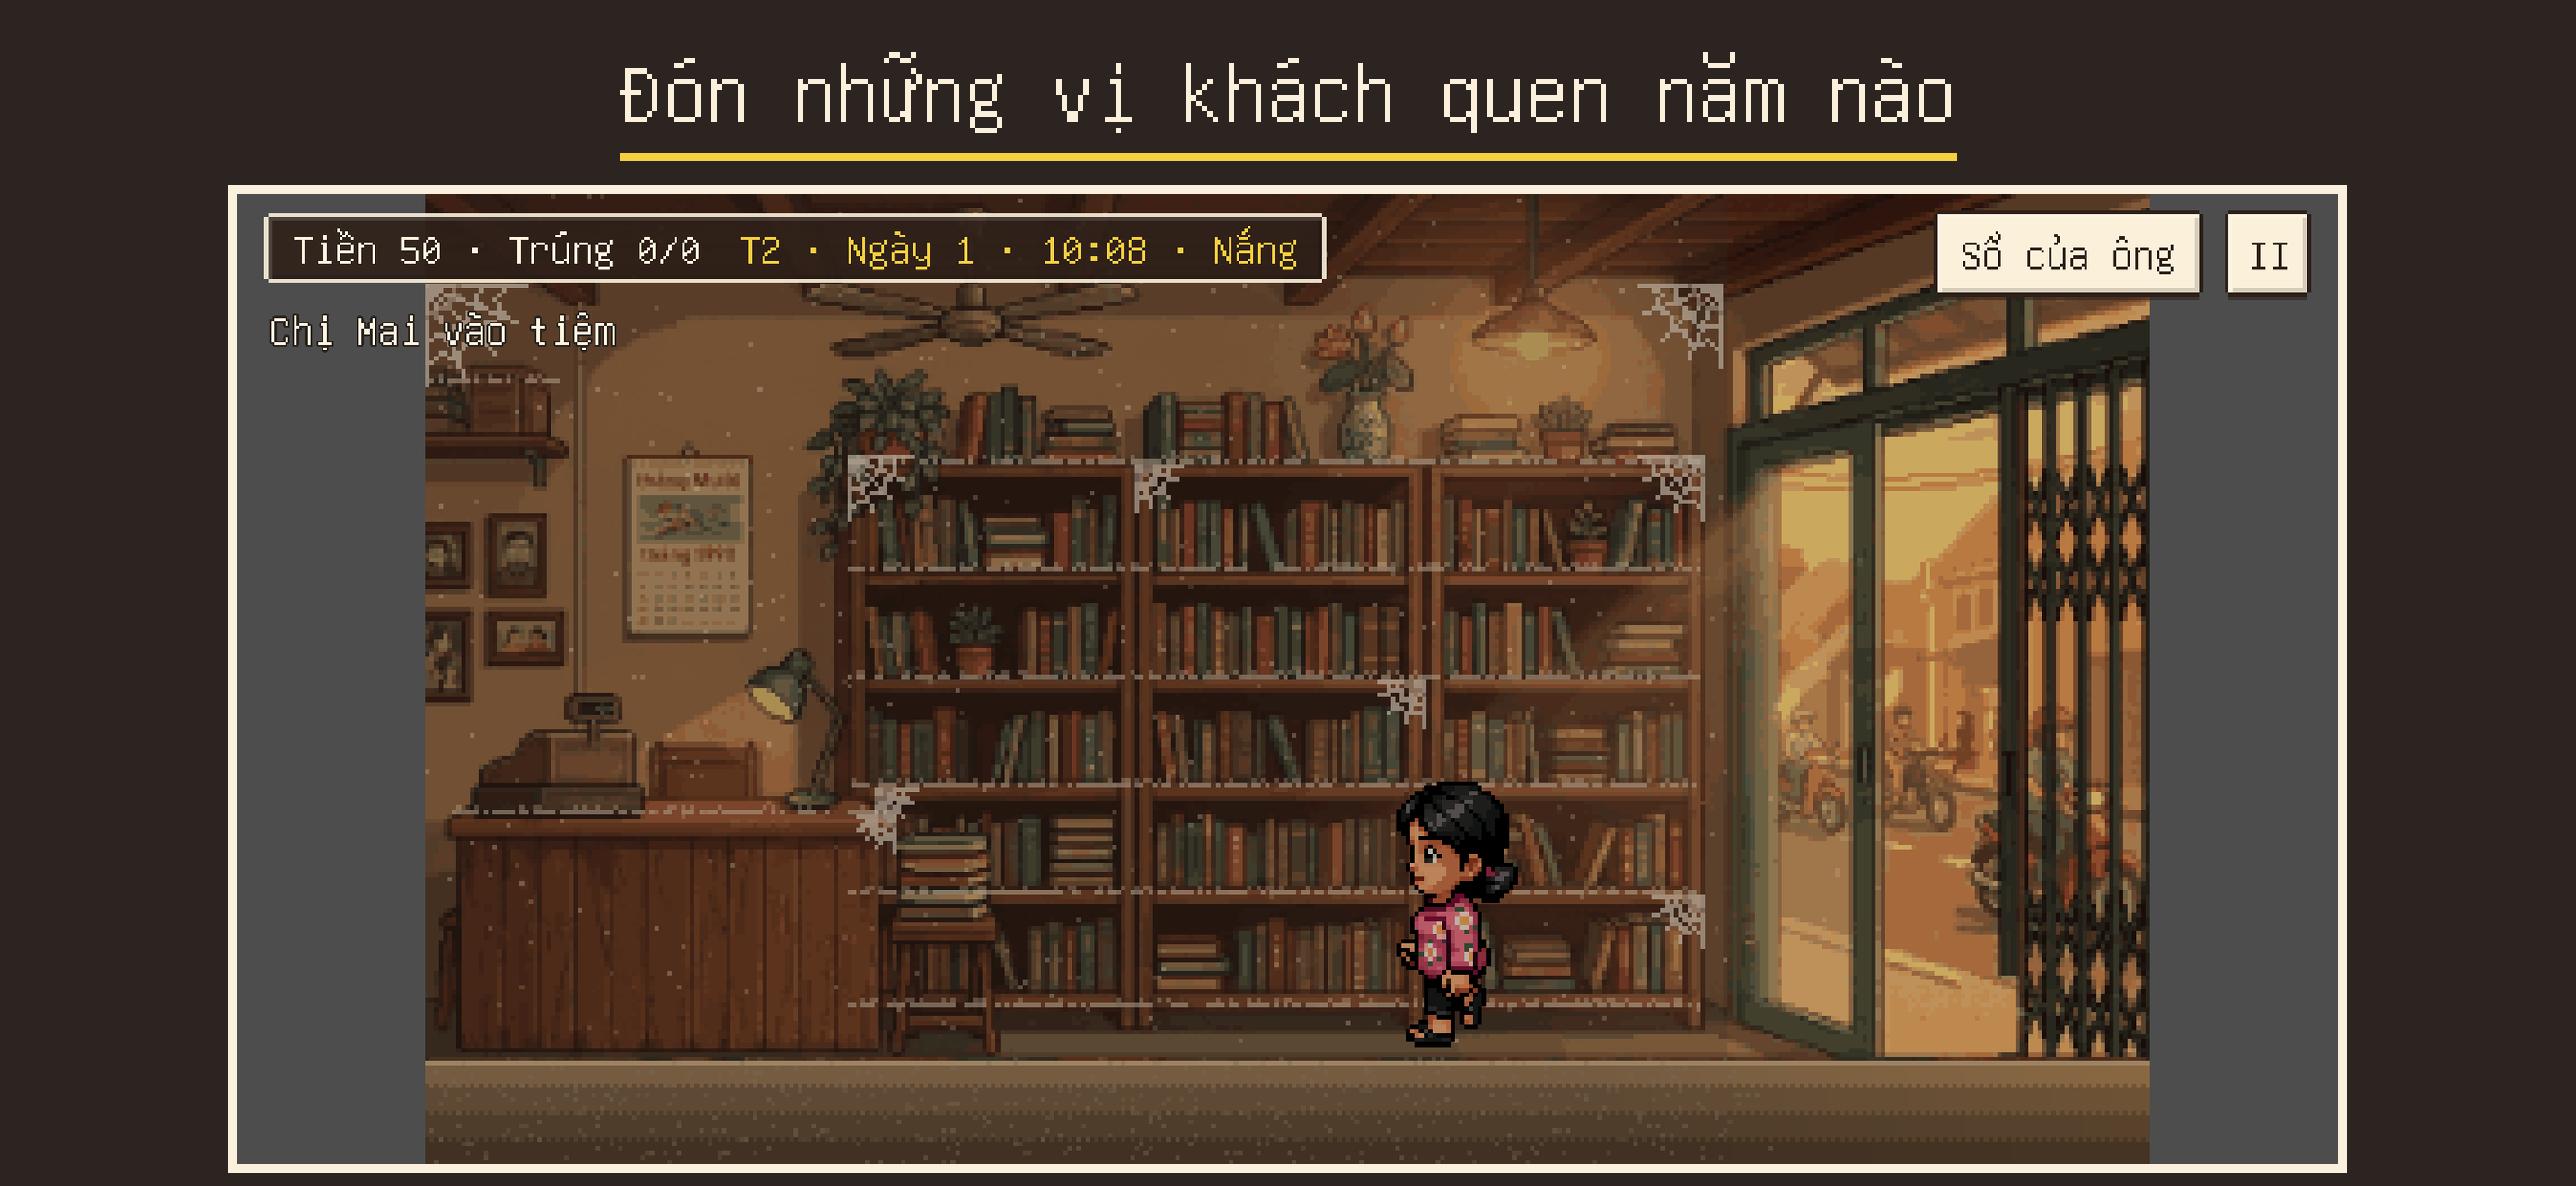 Đón những vị khách quen năm nào
Tiền 50 · Trúng 0/0 T2 · Ngày 1 · 10:08 · Nắng
Sổ của ông
II
Chị Mai vào tiệm